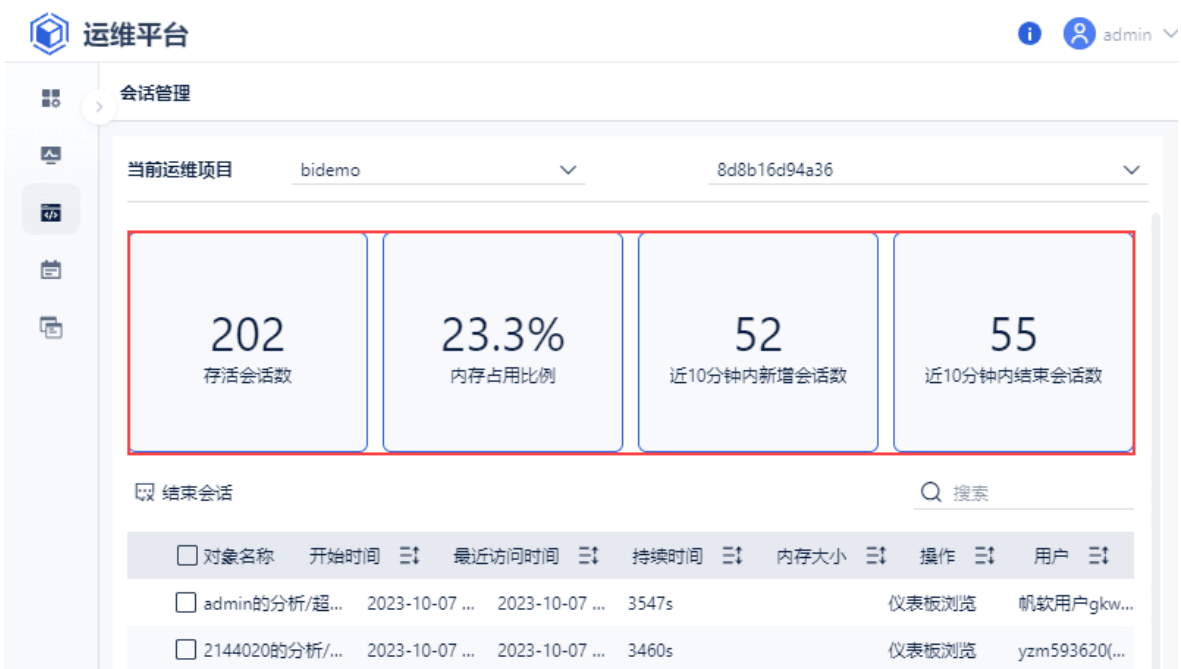 运维平台
admin
会话管理
当前运维项目 bidemo 8d8b16d94a36
202 23.3% 52 55
存活会话数 内存占用比例 近10分钟内新增会话数 近10分钟内结束会话数
结束会话 搜索
对象名称 开始时间 最近访问时间 持续时间 内存大小 操作 用户
admin的分析/超... 2023-10-07 ... 2023-10-07 ... 3547s 仪表板浏览 帆软用户gkw...
2144020的分析/... 2023-10-07 ... 2023-10-07 ... 3460s 仪表板浏览 yzm593620(...